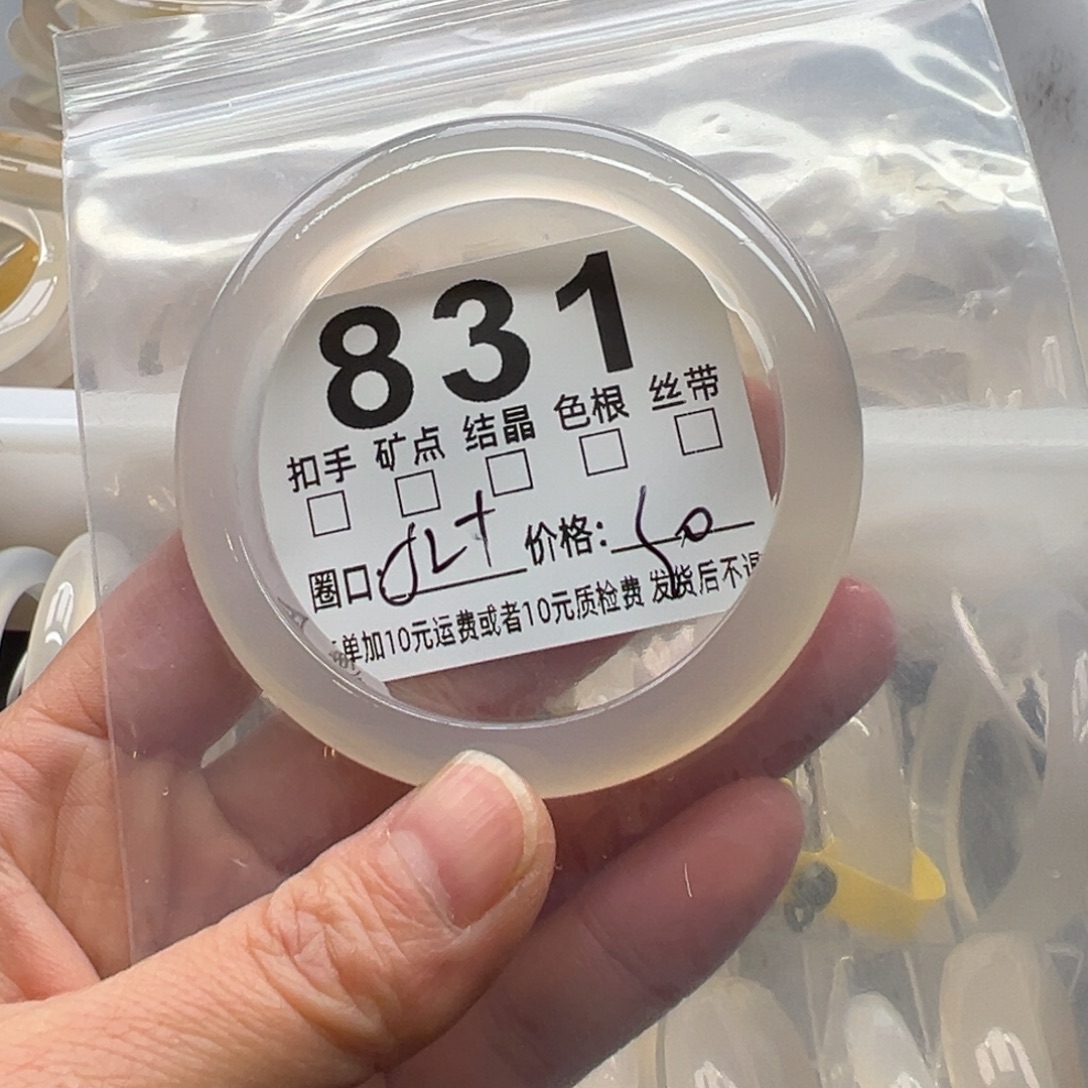 831
扣手 矿点 结晶 色根 丝带
圈口: 价格:
单加10元运费或者10元质检费 发货后不退